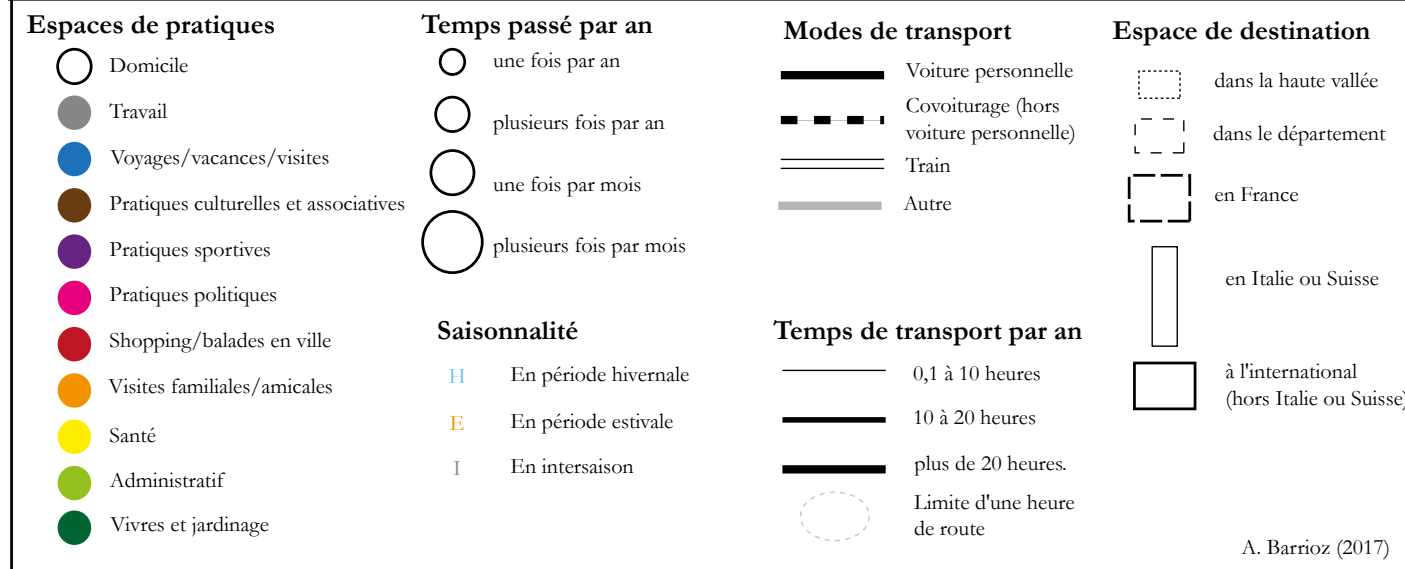 Espaces de pratiques
Domicile
Travail
Voyages/vacances/visites
Pratiques culturelles et associatives
Pratiques sportives
Pratiques politiques
Shopping/balades en ville
Visites familiales/amicales
Santé
Administratif
Vivres et jardinage
Temps passé par an
une fois par an
plusieurs fois par an
une fois par mois
plusieurs fois par mois
Saisonnalité
H En période hivernale
E En période estivale
I En intersaison
Modes de transport
Voiture personnelle
Covoiturage (hors
voiture personnelle)
Train
Autre
Temps de transport par an
0,1 à 10 heures
10 à 20 heures
plus de 20 heures.
Limite d'une heure
de route
Espace de destination
dans la haute vallée
dans le département
en France
en Italie ou Suisse
à l'international
(hors Italie ou Suisse)
A. Barrioz (2017)